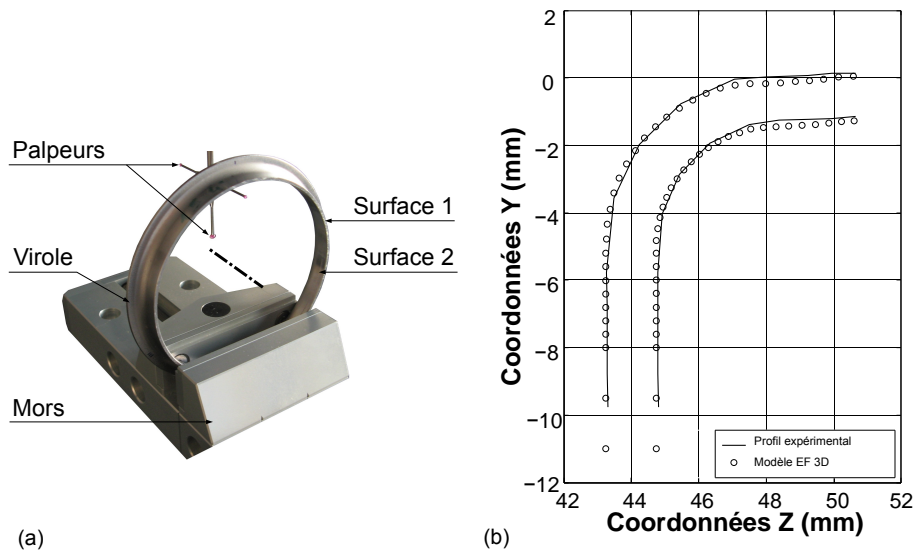 Palpeurs
Surface 1
Virole
Surface 2
Mors
(a)
2
0
−2
−4
−6
−8
−10
−12
Coordonnées Y (mm)
Profil expérimental
Modèle EF 3D
42 44 46 48 50 52
Coordonnées Z (mm)
(b)